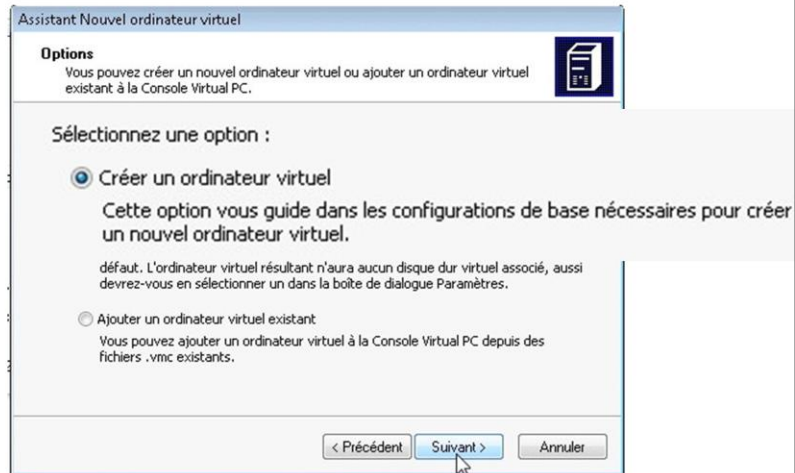 Assistant Nouvel ordinateur virtuel
Options
Vous pouvez créer un nouvel ordinateur virtuel ou ajouter un ordinateur virtuel
existant à la Console Virtual PC.
Sélectionnez une option :
Créer un ordinateur virtuel
Cette option vous guide dans les configurations de base nécessaires pour créer
un nouvel ordinateur virtuel.
défaut. L'ordinateur virtuel résultant n'aura aucun disque dur virtuel associé, aussi
devrez-vous en sélectionner un dans la boîte de dialogue Paramètres.
Ajouter un ordinateur virtuel existant
Vous pouvez ajouter un ordinateur virtuel à la Console Virtual PC depuis des
fichiers .vmc existants.
< Précédent Suivant > Annuler